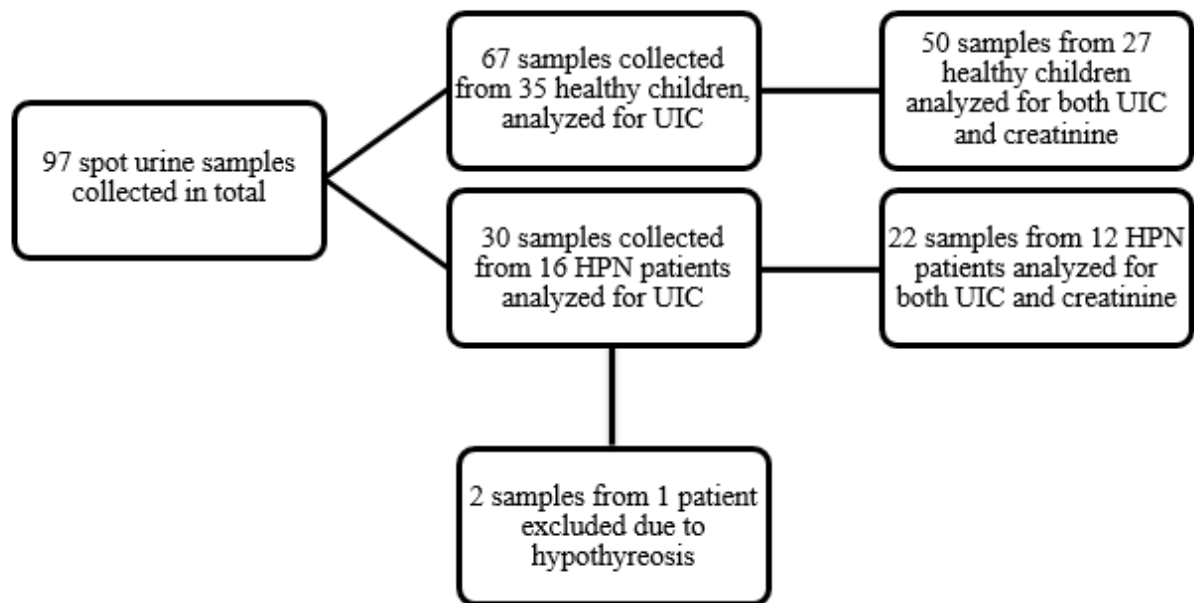 97 spot urine samples
collected in total
67 samples collected
from 35 healthy children,
analyzed for UIC
50 samples from 27
healthy children
analyzed for both UIC
and creatinine
30 samples collected
from 16 HPN patients
analyzed for UIC
22 samples from 12 HPN
patients analyzed for
both UIC and creatinine
2 samples from 1 patient
excluded due to
hypothyreosis